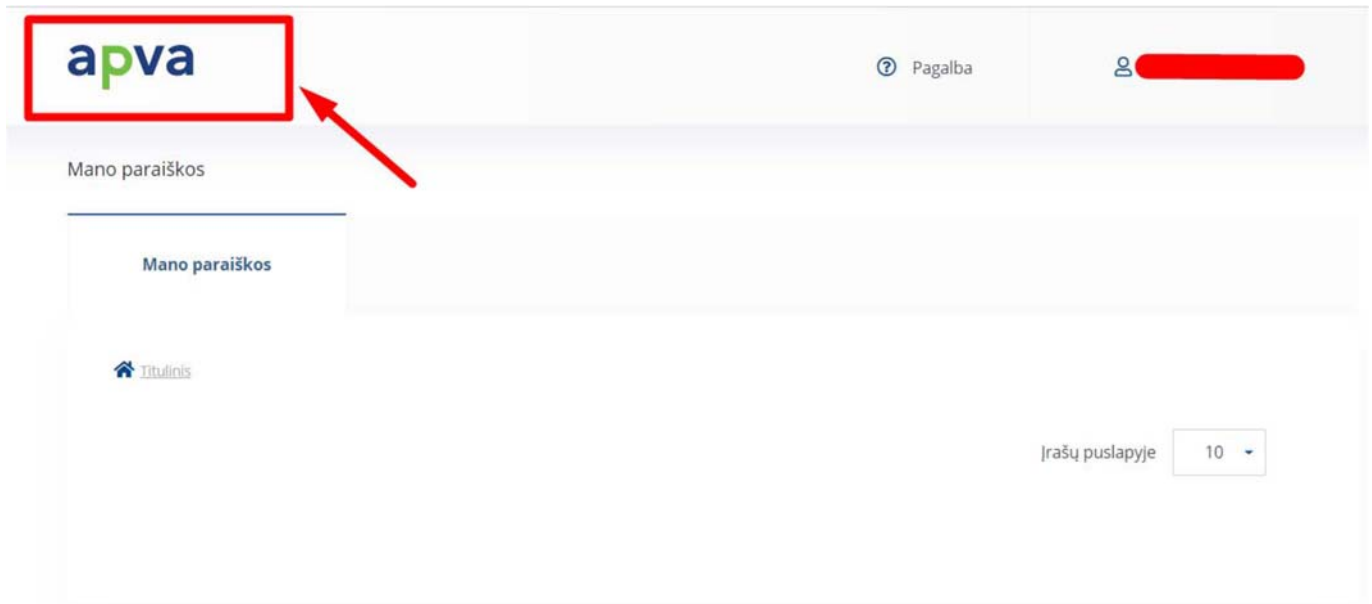 apva
Pagalba
Mano paraiškos
Mano paraiškos
Titulinis
Įrašų puslapyje 10